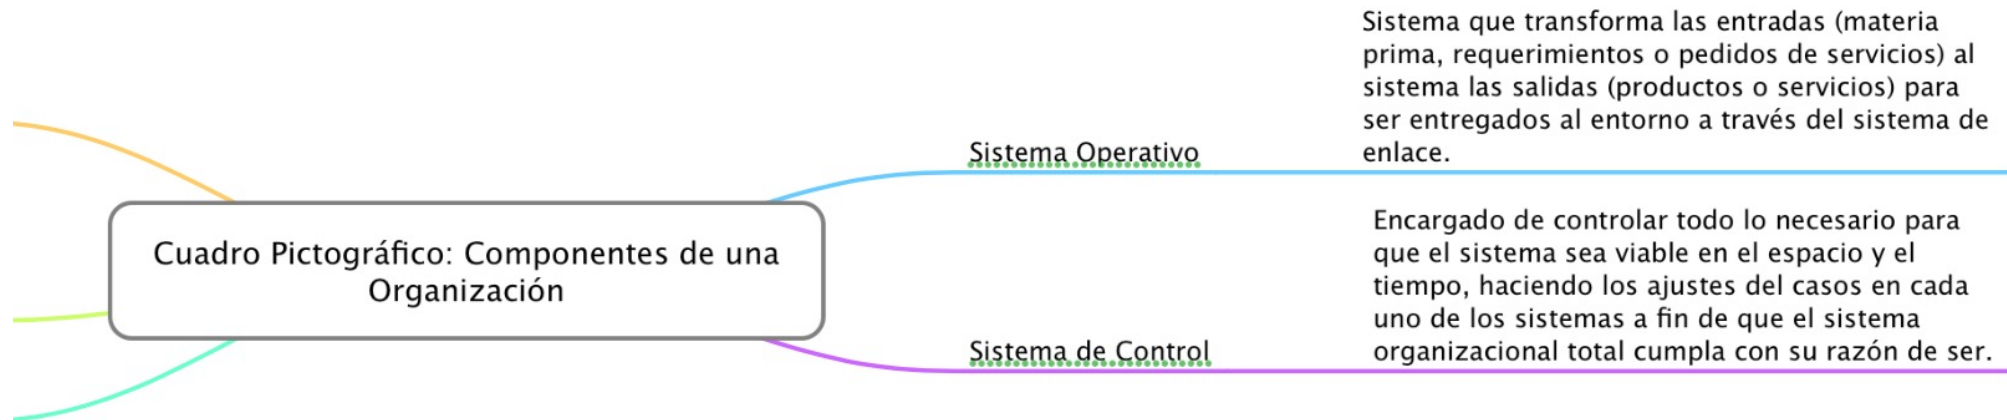 Sistema que transforma las entradas (materia
prima, requerimientos o pedidos de servicios) al
sistema las salidas (productos o servicios) para
ser entregados al entorno a través del sistema de
enlace.
Sistema Operativo
Cuadro Pictográfico: Componentes de una
Organización
Encargado de controlar todo lo necesario para
que el sistema sea viable en el espacio y el
tiempo, haciendo los ajustes del casos en cada
uno de los sistemas a fin de que el sistema
organizacional total cumpla con su razón de ser.
Sistema de Control